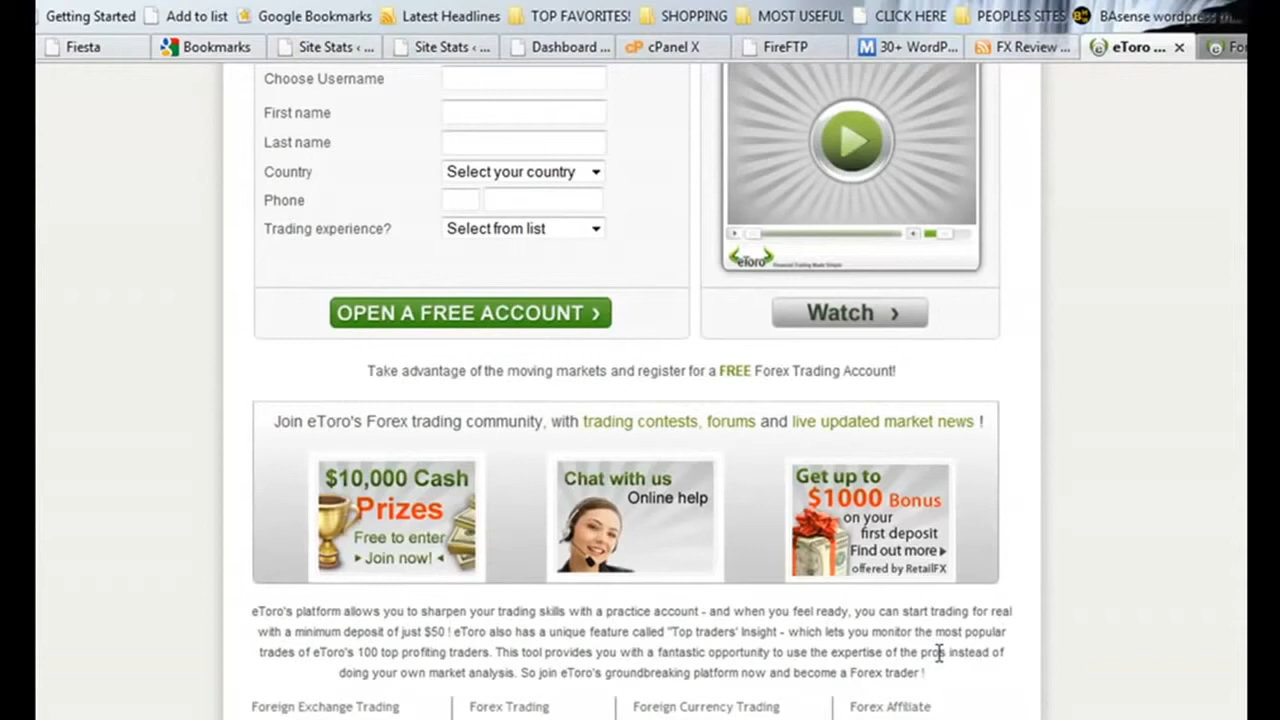 Getting Started Add to list Google Bookmarks Latest Headlines TOP FAVORITES! SHOPPING MOST USEFUL CLICK HERE PEOPLES SITES BAsense wordpress
Fiesta Bookmarks Site Stats ‹ ... Site Stats ‹ ... Dashboard ... cPanel X FireFTP 30+ WordP... FX Review ... eToro ...
Choose Username
First name
Last name
Country Select your country
Phone
Trading experience? Select from list
eToro
OPEN A FREE ACCOUNT ›
Watch ›
Take advantage of the moving markets and register for a FREE Forex Trading Account!
Join eToro's Forex trading community, with trading contests, forums and live updated market news !
$10,000 Cash
Prizes
Free to enter
Join now!
Chat with us
Online help
Get up to
$1000 Bonus
on your
first deposit
Find out more
offered by RetailFX
eToro's platform allows you to sharpen your trading skills with a practice account - and when you feel ready, you can start trading for real
with a minimum deposit of just $50 ! eToro also has a unique feature called "Top traders' Insight - which lets you monitor the most popular
trades of eToro's 100 top profiting traders. This tool provides you with a fantastic opportunity to use the expertise of the pros instead of
doing your own market analysis. So join eToro's groundbreaking platform now and become a Forex trader !
Foreign Exchange Trading Forex Trading Foreign Currency Trading Forex Affiliate